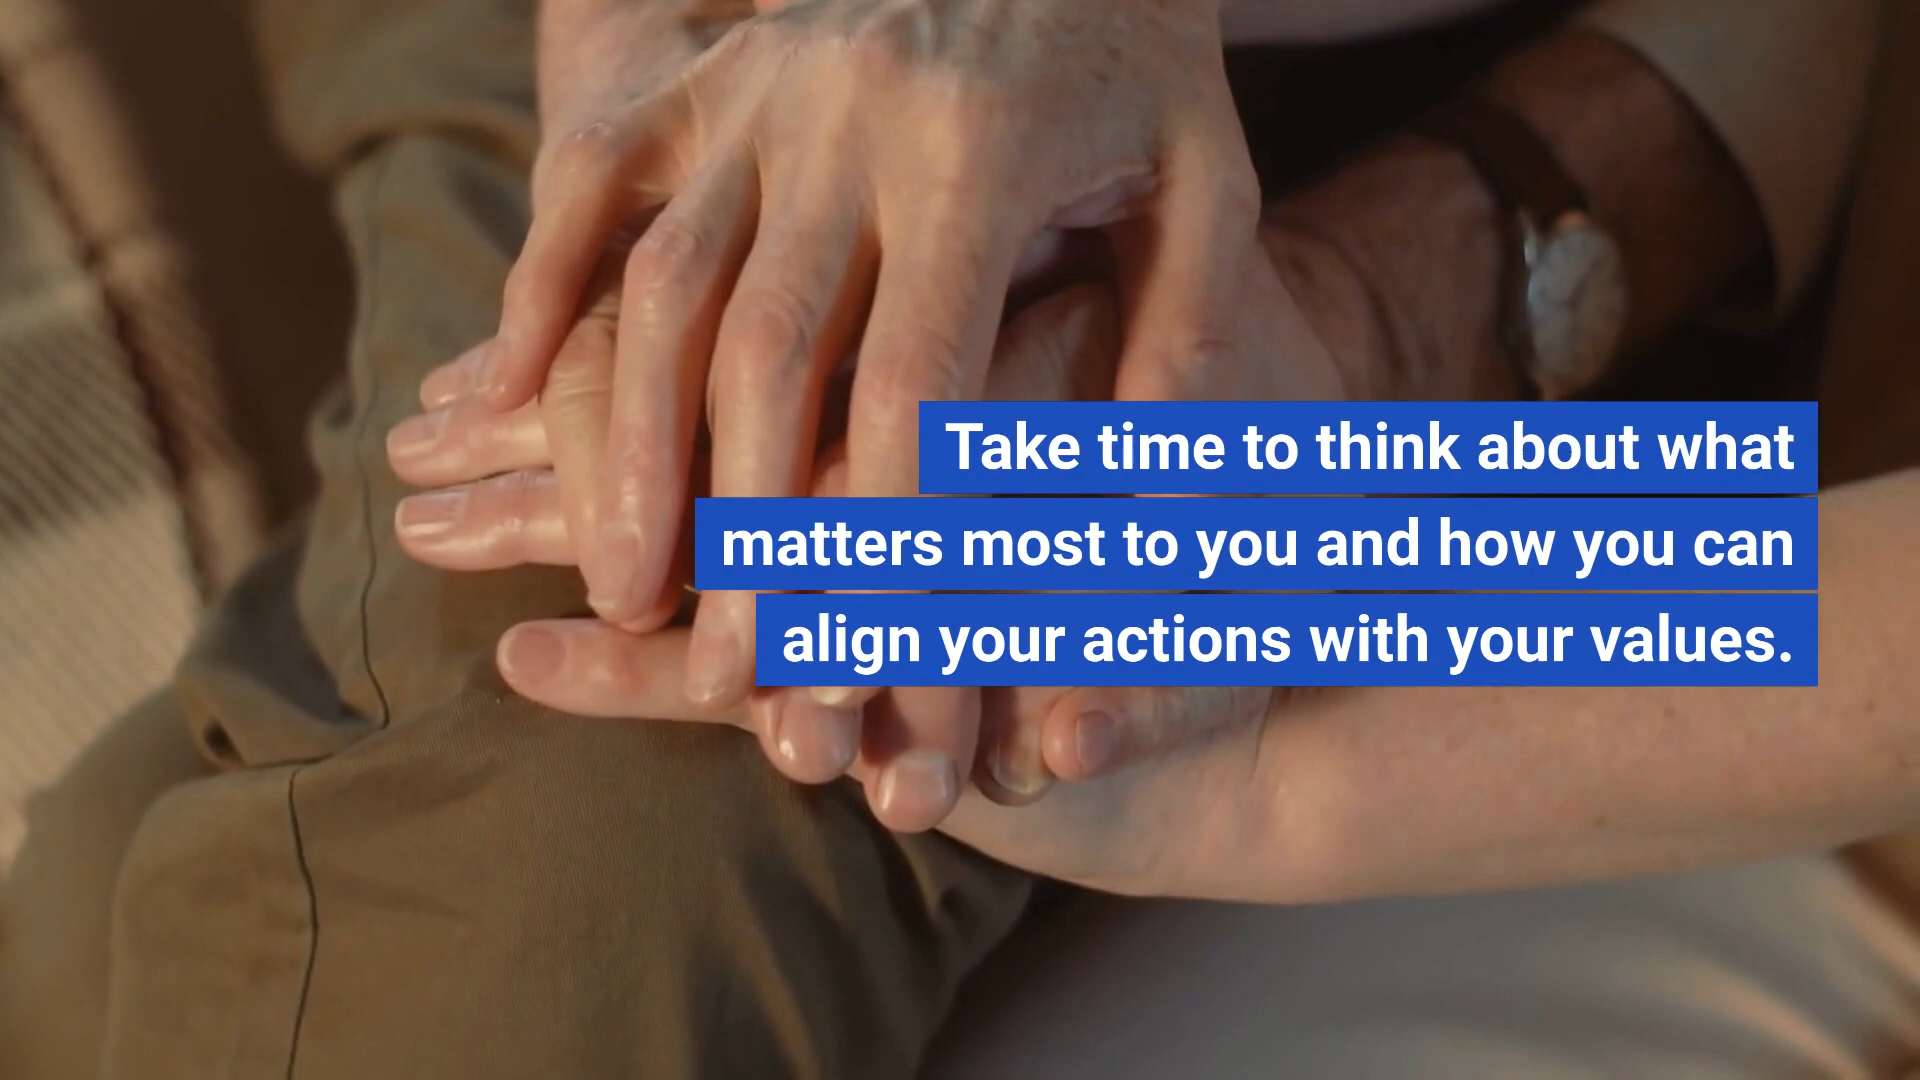 Take time to think about what
matters most to you and how you can
align your actions with your values.